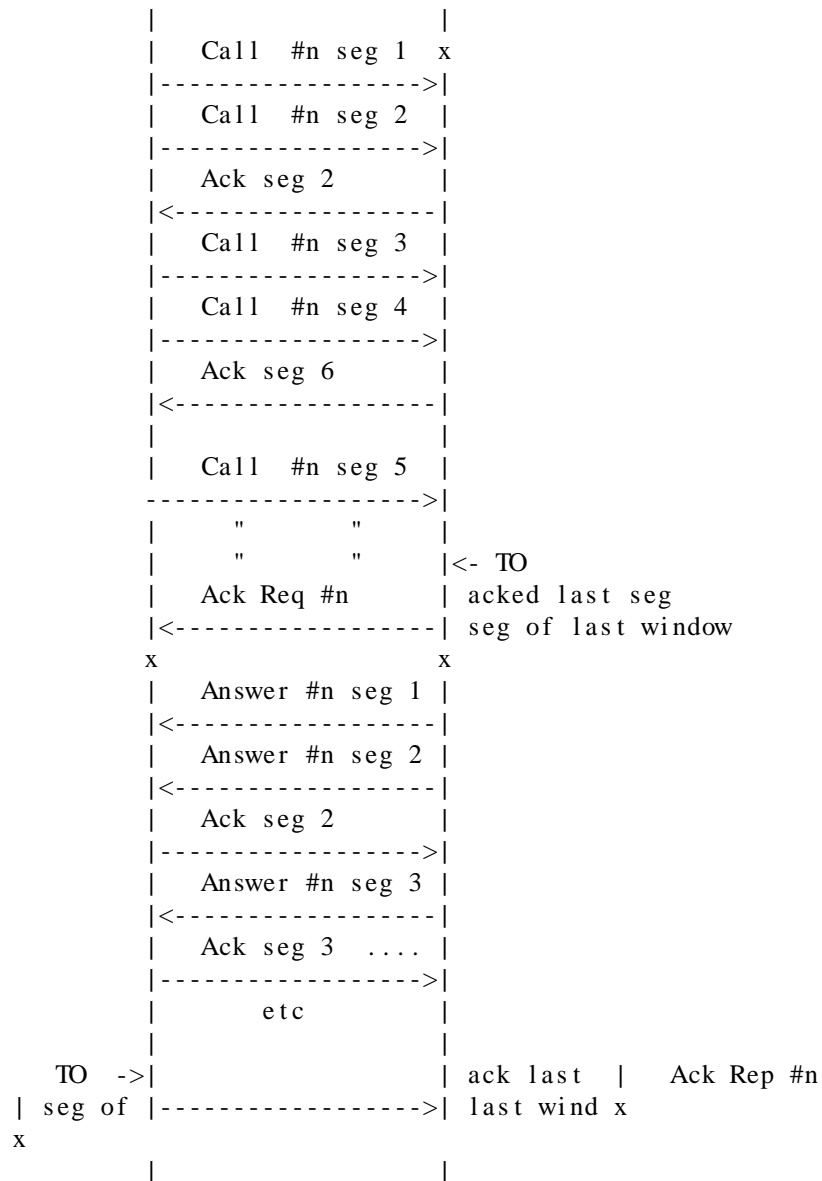 |                       |
|    Call  #n seg 1  x
|------------------>|
|    Call  #n seg 2  |
|------------------>|
|    Ack seg 2       |
|<------------------|
|    Call  #n seg 3  |
|------------------>|
|    Call  #n seg 4  |
|------------------>|
|    Ack seg 6       |
|<------------------|
|                       |
|    Call  #n seg 5  |
------------------->|
|      "       "      |
|      "       "      |<- TO
|    Ack Req #n      | acked last seg
|<------------------| seg of last window
x                       x
|    Answer #n seg 1 |
|<------------------|
|    Answer #n seg 2 |
|<------------------|
|    Ack seg 2       |
|------------------>|
|    Answer #n seg 3 |
|<------------------|
|    Ack seg 3  .... |
|------------------>|
|        etc          |
|                       |
TO ->|                       | ack last  |   Ack Rep #n
| seg of |------------------>| last wind x
x
|                       |